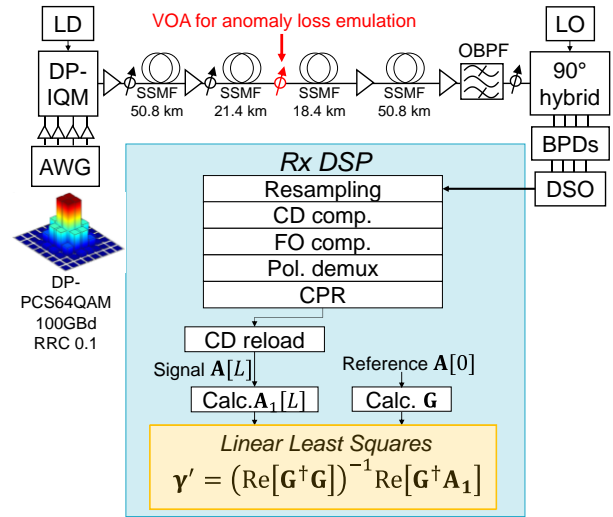 VOA for anomaly loss emulation
LD
LO
DP-
IQM
OBPF
90°
hybrid
SSMF
50.8 km
SSMF
21.4 km
SSMF
18.4 km
SSMF
50.8 km
BPDs
AWG
DSO
DP-
PCS64QAM
100GBd
RRC 0.1
Rx DSP
Resampling
CD comp.
FO comp.
Pol. demux
CPR
CD reload
Signal A[L]
Reference A[0]
Calc. A₁[L]
Calc. G
Linear Least Squares
γ′ = (Re[G†G])⁻¹Re[G†A₁]